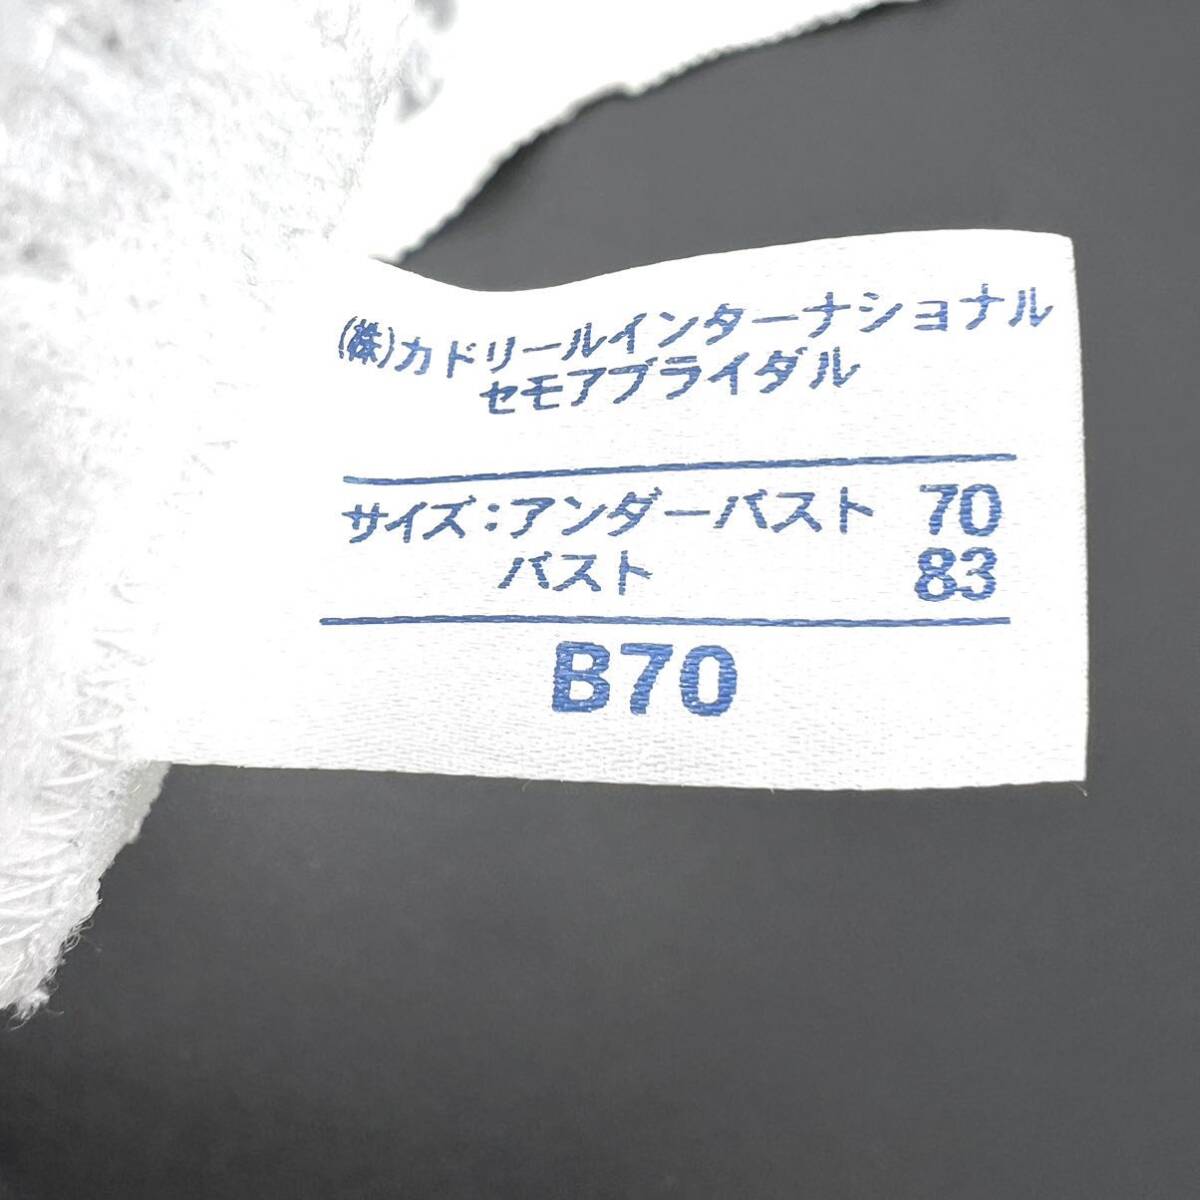 (株)カドリールインターナショナル
セモアブライダル
サイズ:アンダーバスト 70
バスト 83
B70